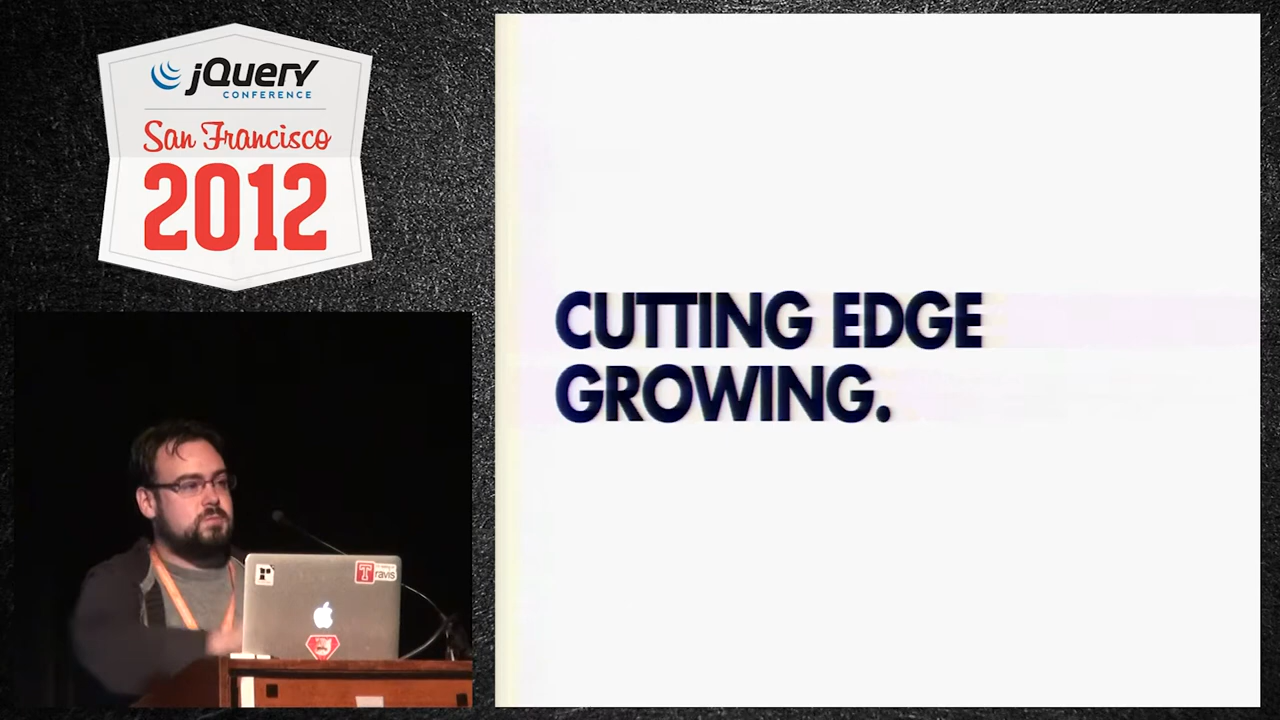 jQuery
CONFERENCE
San Francisco
2012
CUTTING EDGE
GROWING.
r
Travis